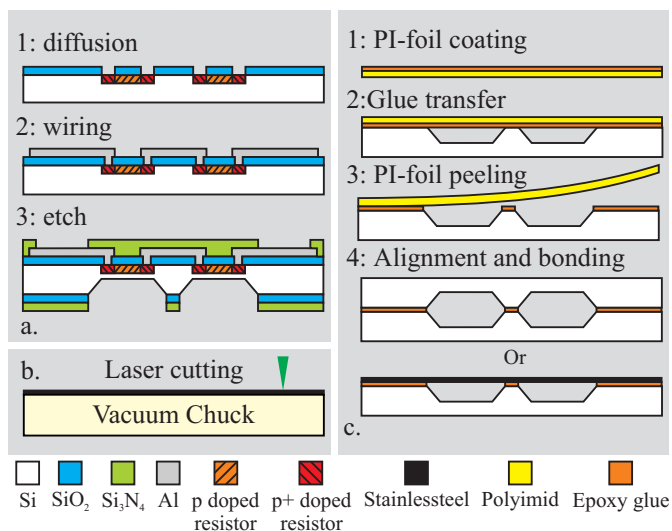 1: diffusion
2: wiring
3: etch
a.
b.
Laser cutting
Vacuum Chuck
1: PI-foil coating
2:Glue transfer
3: PI-foil peeling
4: Alignment and bonding
Or
c.
Si
SiO₂
Si₃N₄
Al
p doped
resistor
p+ doped
resistor
Stainlessteel
Polyimid
Epoxy glue